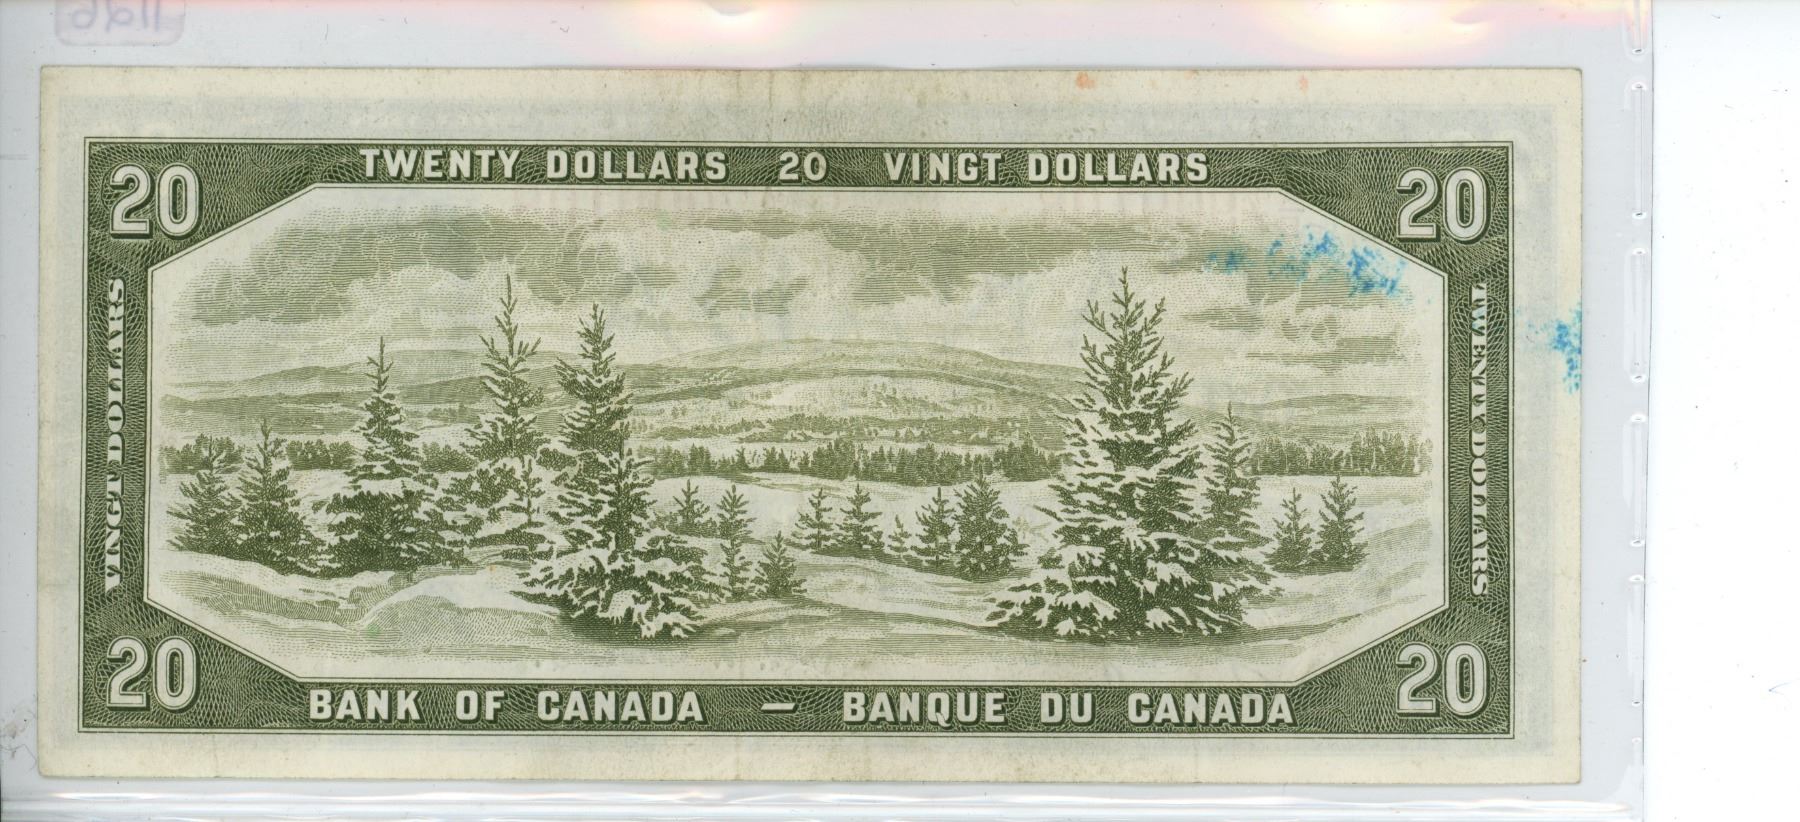 TWENTY DOLLARS 20 VINGT DOLLARS
20
20
VINGT DOLLARS
TWENTY DOLLARS
20
20
BANK OF CANADA – BANQUE DU CANADA